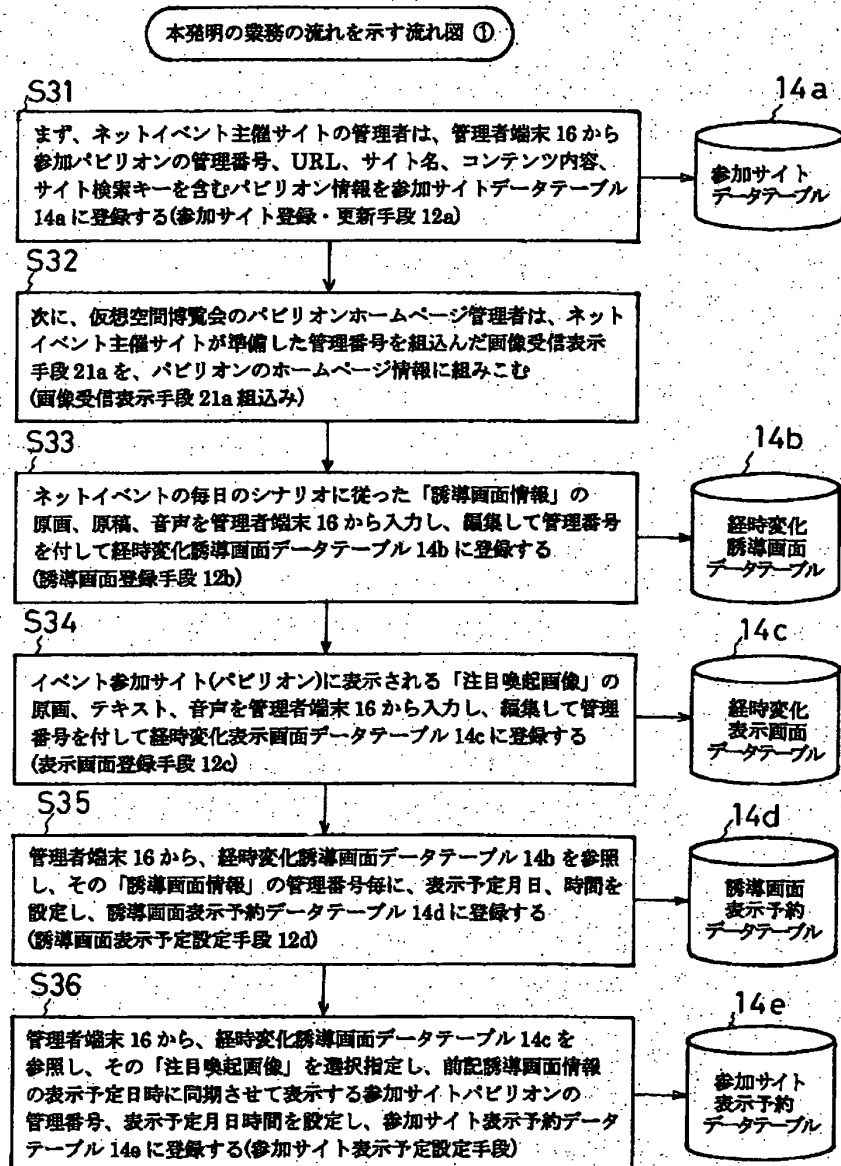 本発明の業務の流れを示す流れ図 ①
S31
まず、ネットイベント主催サイトの管理者は、管理者端末 16 から
参加パビリオンの管理番号、URL、サイト名、コンテンツ内容、
サイト検索キーを含むパビリオン情報を参加サイトデータテーブル
14a に登録する(参加サイト登録・更新手段 12a)
14a
参加サイト
データテーブル
S32
次に、仮想空間博覧会のパビリオンホームページ管理者は、ネット
イベント主催サイトが準備した管理番号を組込んだ画像受信表示
手段 21a を、パビリオンのホームページ情報に組みこむ
(画像受信表示手段 21a 組込み)
S33
ネットイベントの毎日のシナリオに従った「誘導画面情報」の
原画、原稿、音声を管理者端末 16 から入力し、編集して管理番号
を付して経時変化誘導画面データテーブル 14b に登録する
(誘導画面登録手段 12b)
14b
経時変化
誘導画面
データテーブル
S34
イベント参加サイト(パビリオン)に表示される「注目喚起画像」の
原画、テキスト、音声を管理者端末 16 から入力し、編集して管理
番号を付して経時変化表示画面データテーブル 14c に登録する
(表示画面登録手段 12c)
14c
経時変化
表示画面
データテーブル
S35
管理者端末 16 から、経時変化誘導画面データテーブル 14b を参照
し、その「誘導画面情報」の管理番号毎に、表示予定月日、時間を
設定し、誘導画面表示予約データテーブル 14d に登録する
(誘導画面表示予定設定手段 12d)
14d
誘導画面
表示予約
データテーブル
S36
管理者端末 16 から、経時変化誘導画面データテーブル 14c を
参照し、その「注目喚起画像」を選択指定し、前記誘導画面情報
の表示予定日時に同期させて表示する参加サイトパビリオンの
管理番号、表示予定月日時間を設定し、参加サイト表示予約デー​タ
テーブル 14e に登録する(参加サイト表示予定設定手段)
14e
参加サイト
表示予約
データテーブル